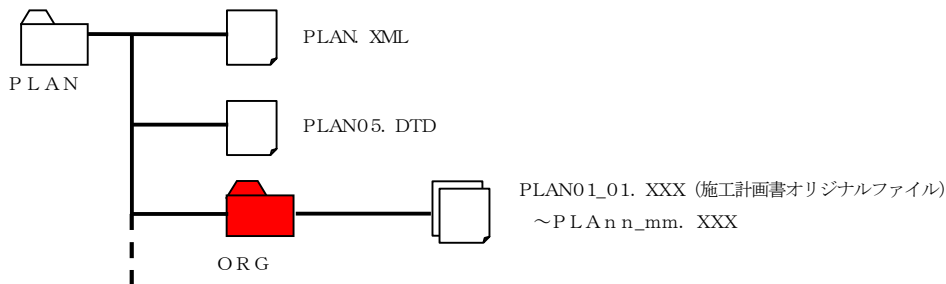 PLAN. XML
PLAN
PLAN05. DTD
PLAN01_01. XXX (施工計画書オリジナルファイル)
～PLAnn_mm. XXX
ORG